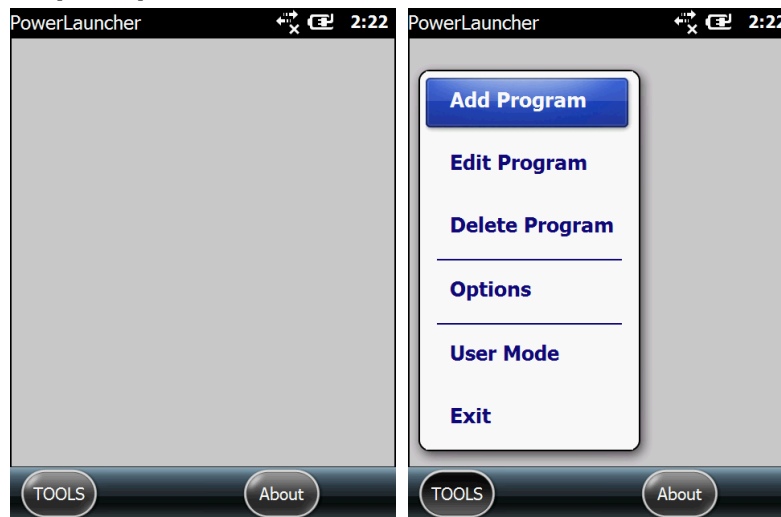 PowerLauncher 2:22
TOOLS About
PowerLauncher 2:22
Add Program
Edit Program
Delete Program
Options
User Mode
Exit
TOOLS About